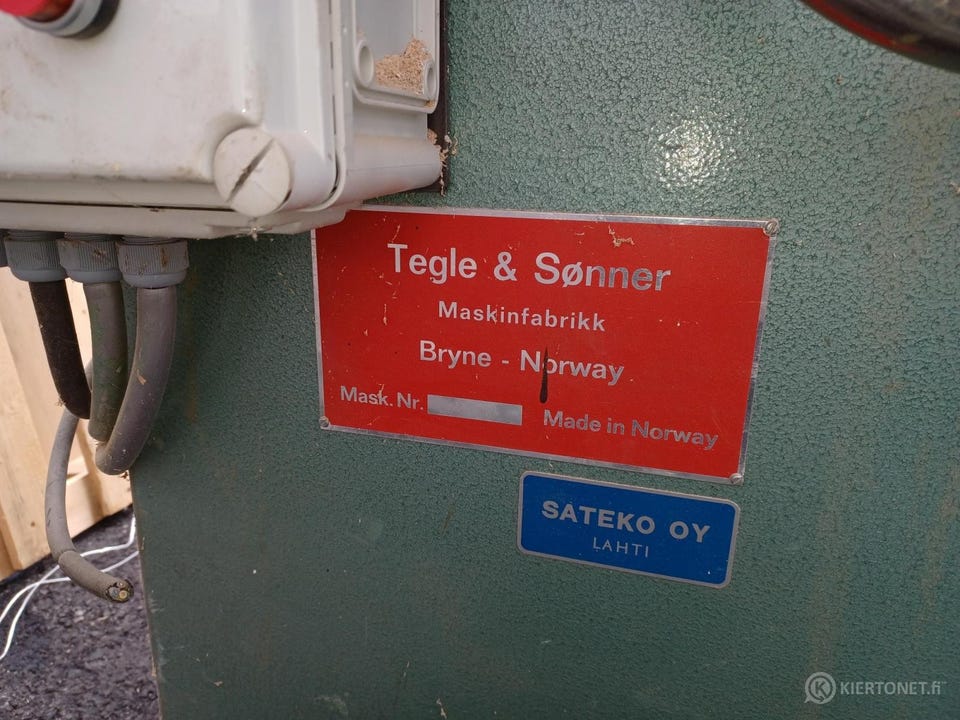 Tegle & Sønner
Maskinfabrikk
Bryne - Norway
Mask. Nr.
Made in Norway
SATEKO OY
LAHTI
KIERTONET.fi